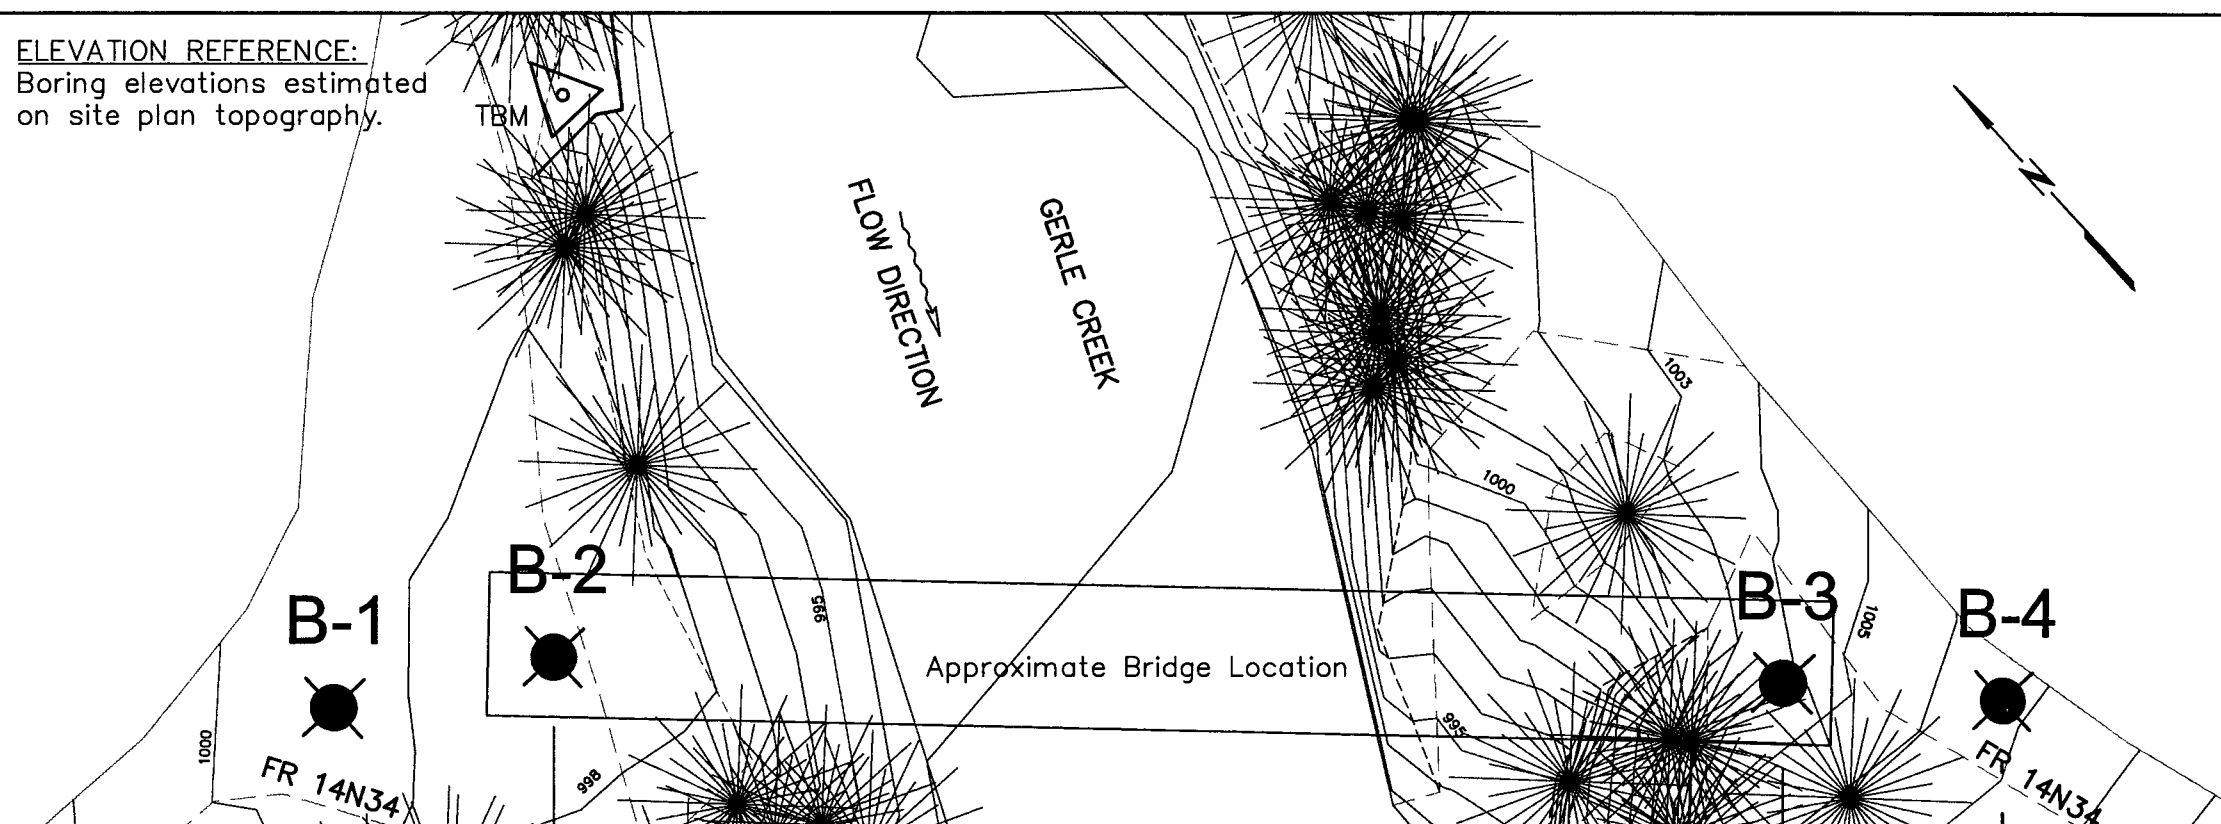 ELEVATION REFERENCE:
Boring elevations estimated
on site plan topography.
TBM
FLOW DIRECTION
GERLE CREEK
N
1003
1000
B-2
B-3
B-1
995
1005
B-4
Approximate Bridge Location
1000
FR 14N34
998
995
FR 14N34